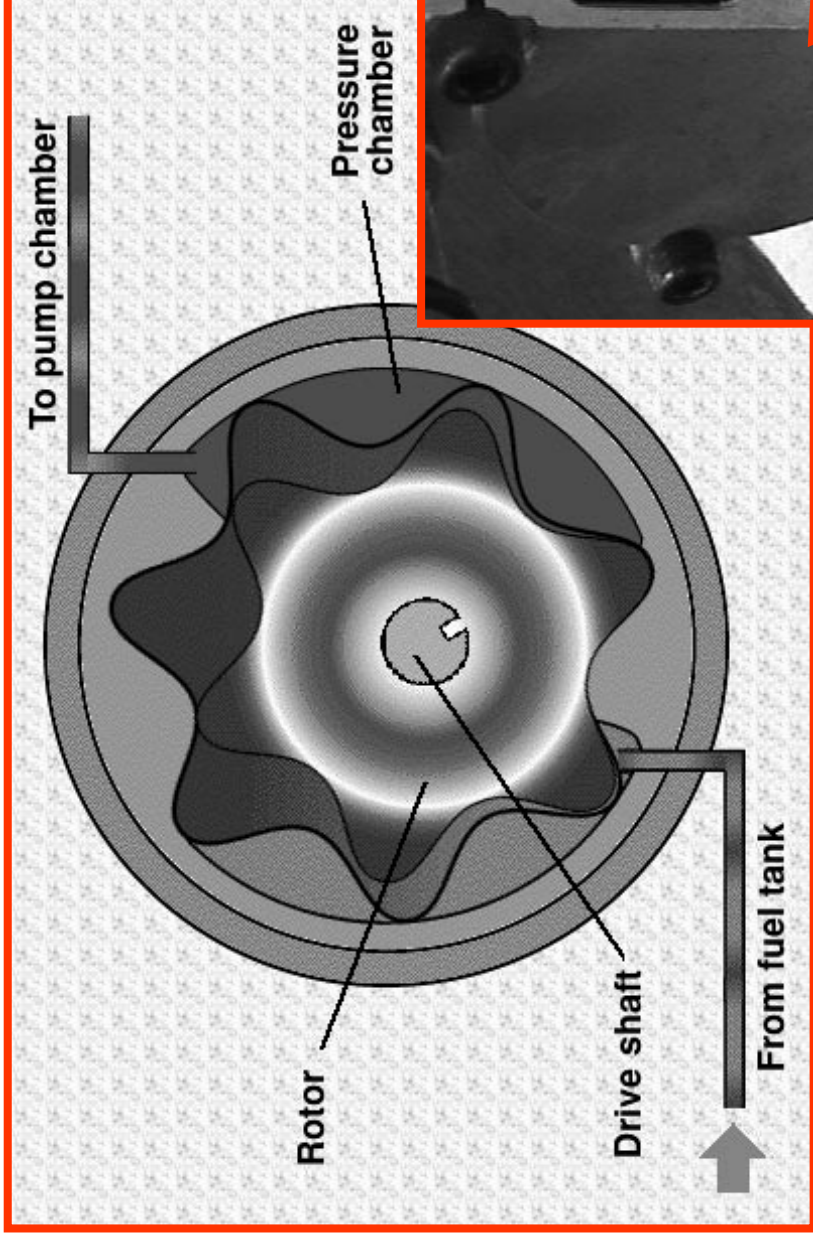 To pump chamber
Pressure
chamber
Rotor
Drive shaft
From fuel tank